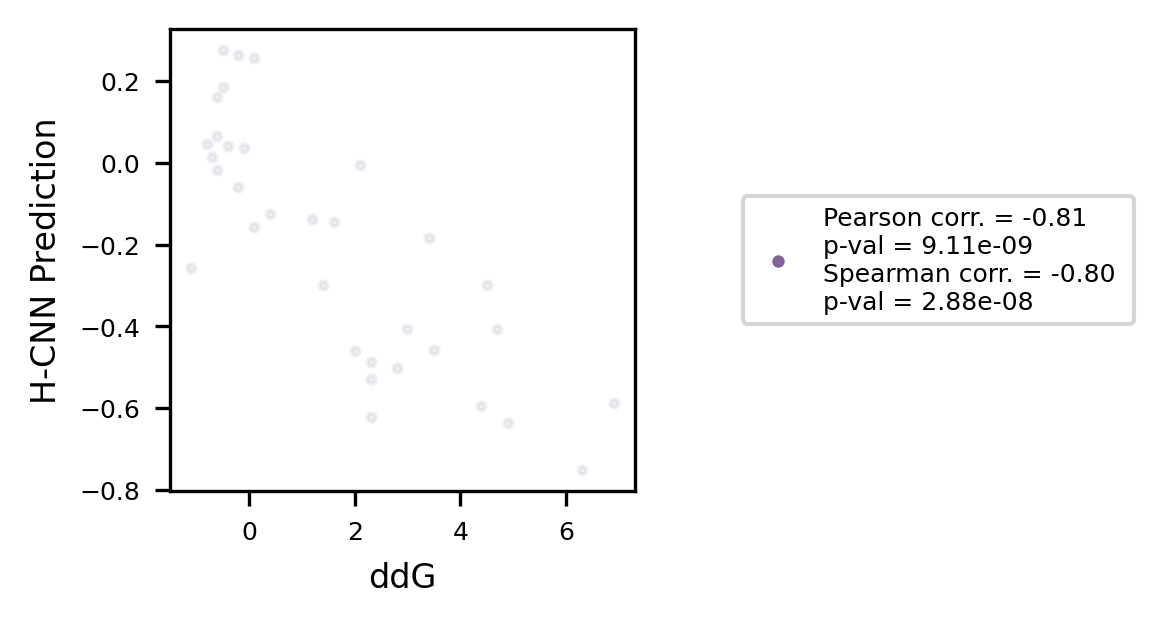 0.2
0.0
−0.2
−0.4
−0.6
−0.8
H-CNN Prediction
0
2
4
6
ddG
Pearson corr. = -0.81
p-val = 9.11e-09
Spearman corr. = -0.80
p-val = 2.88e-08